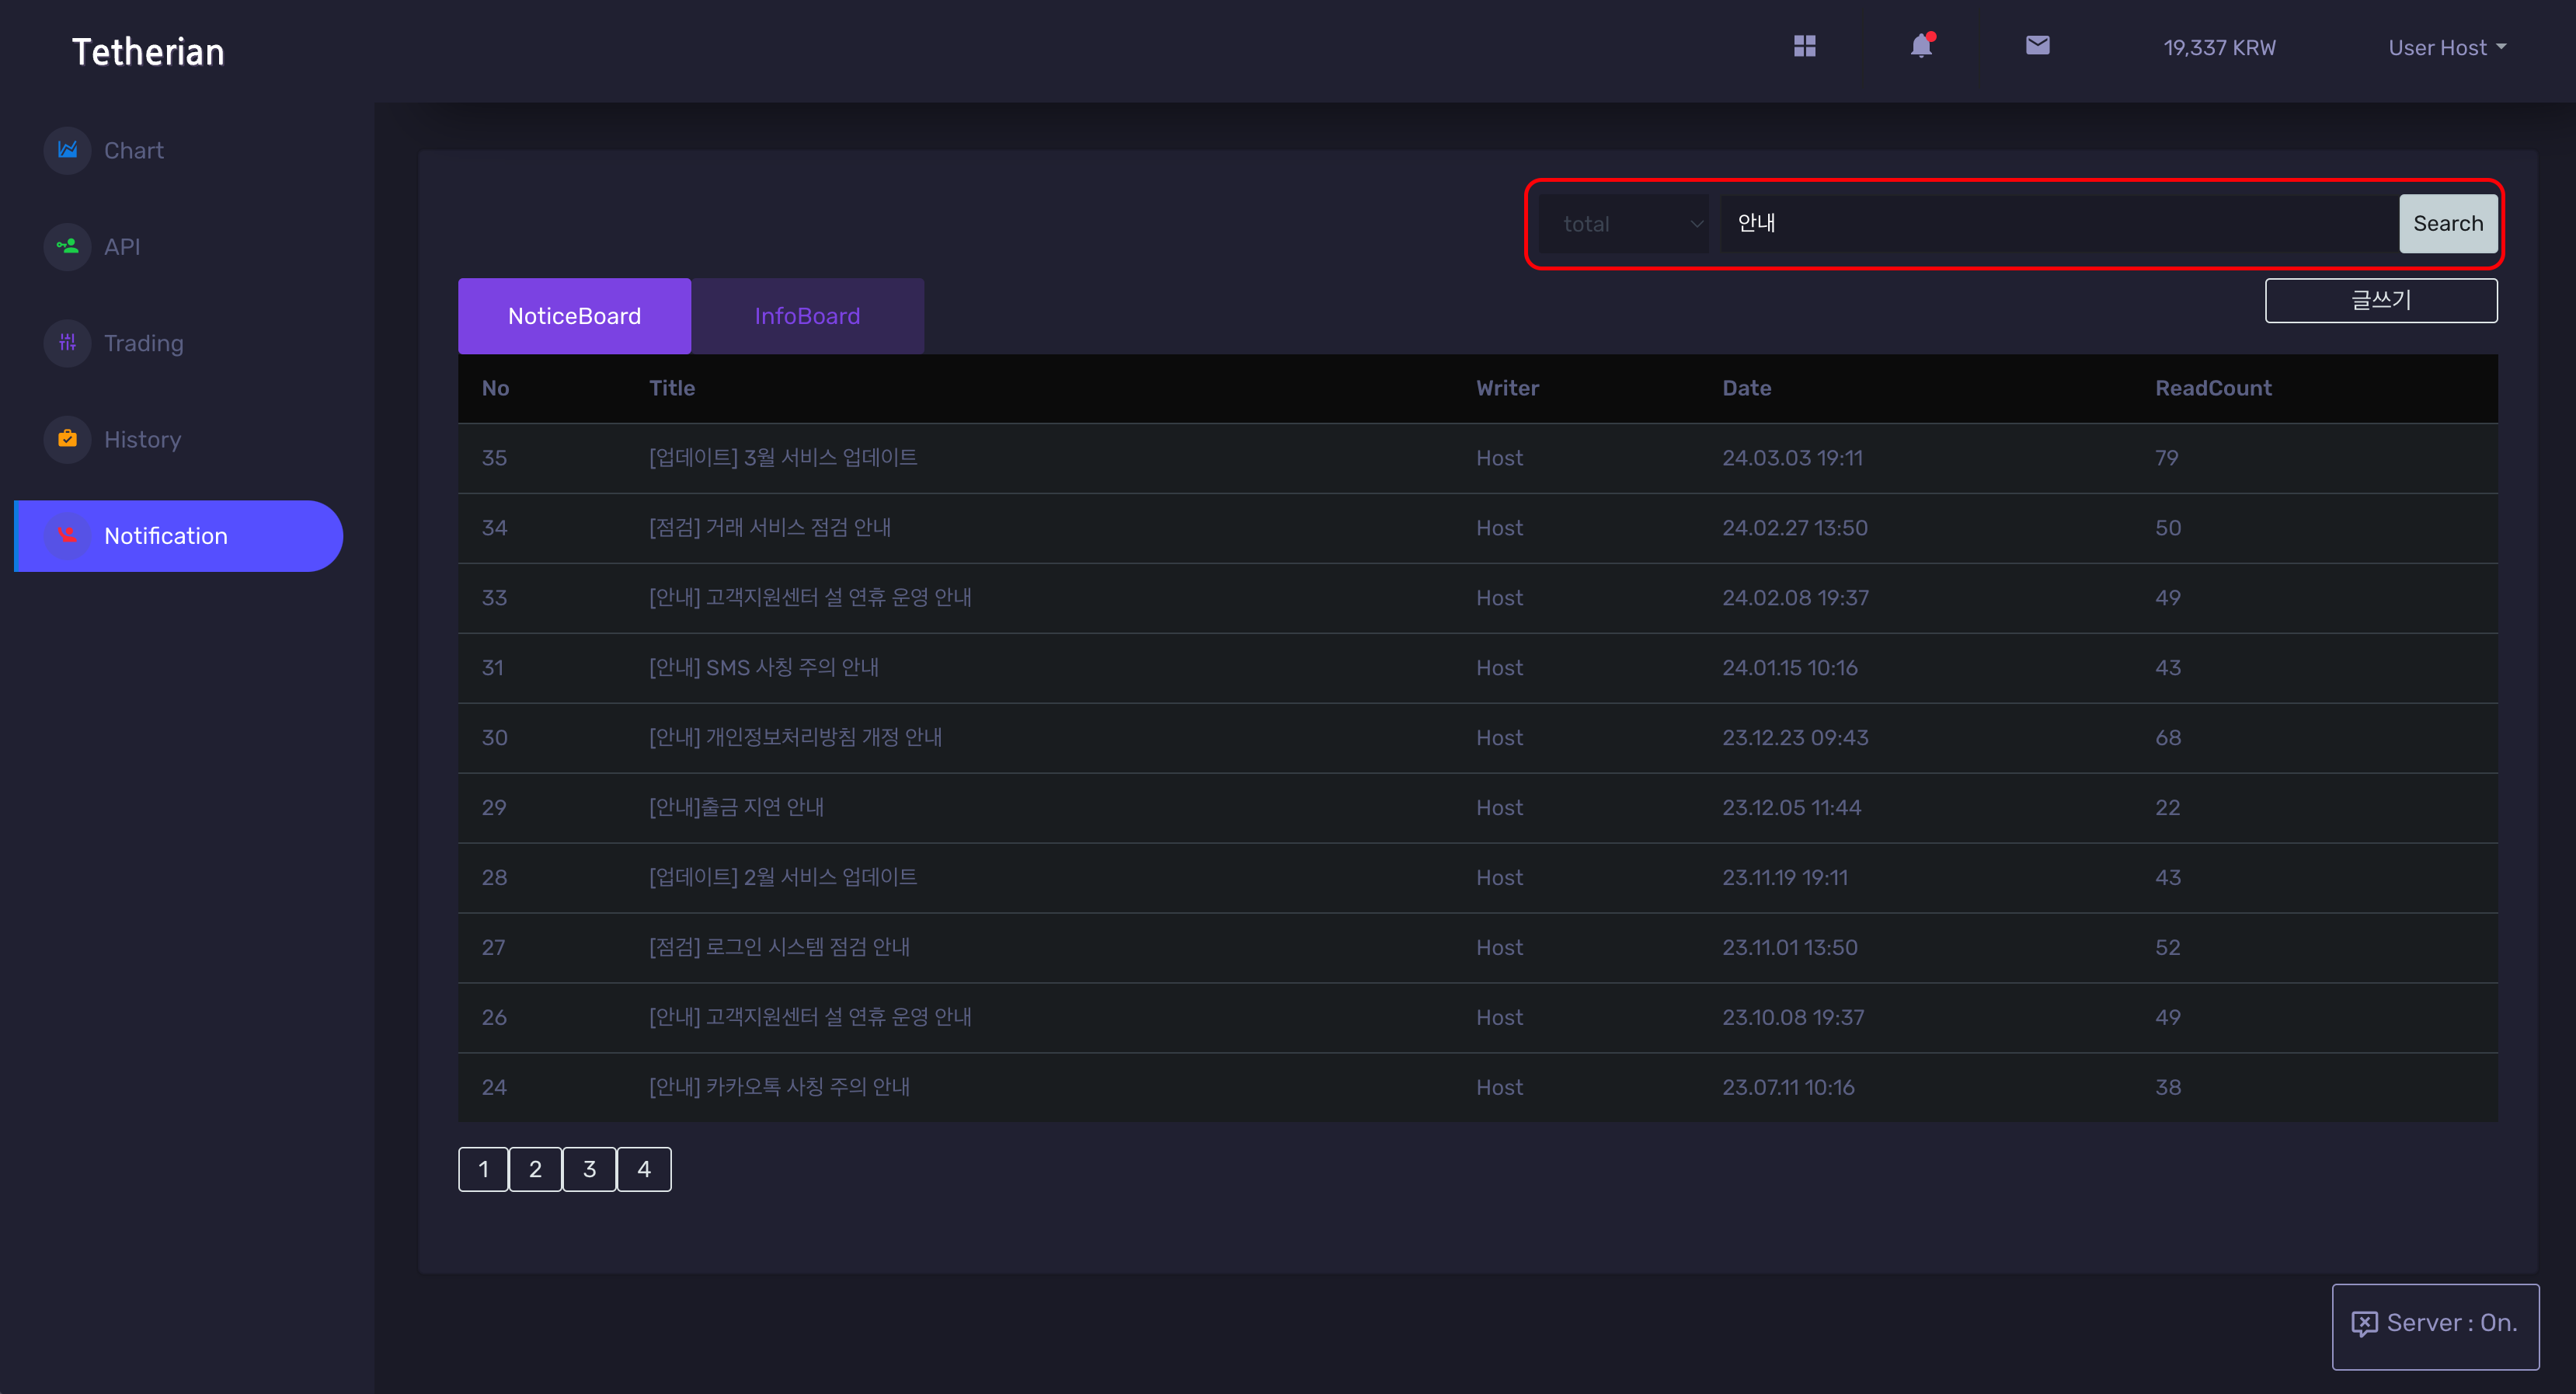 Tetherian
19,337 KRW
User Host
Chart
API
Trading
History
Notification
total
안내
Search
NoticeBoard InfoBoard
글쓰기
No Title Writer Date ReadCount
35 [업데이트] 3월 서비스 업데이트 Host 24.03.03 19:11 79
34 [점검] 거래 서비스 점검 안내 Host 24.02.27 13:50 50
33 [안내] 고객지원센터 설 연휴 운영 안내 Host 24.02.08 19:37 49
31 [안내] SMS 사칭 주의 안내 Host 24.01.15 10:16 43
30 [안내] 개인정보처리방침 개정 안내 Host 23.12.23 09:43 68
29 [안내]출금 지연 안내 Host 23.12.05 11:44 22
28 [업데이트] 2월 서비스 업데이트 Host 23.11.19 19:11 43
27 [점검] 로그인 시스템 점검 안내 Host 23.11.01 13:50 52
26 [안내] 고객지원센터 설 연휴 운영 안내 Host 23.10.08 19:37 49
24 [안내] 카카오톡 사칭 주의 안내 Host 23.07.11 10:16 38
1 2 3 4
Server : On.